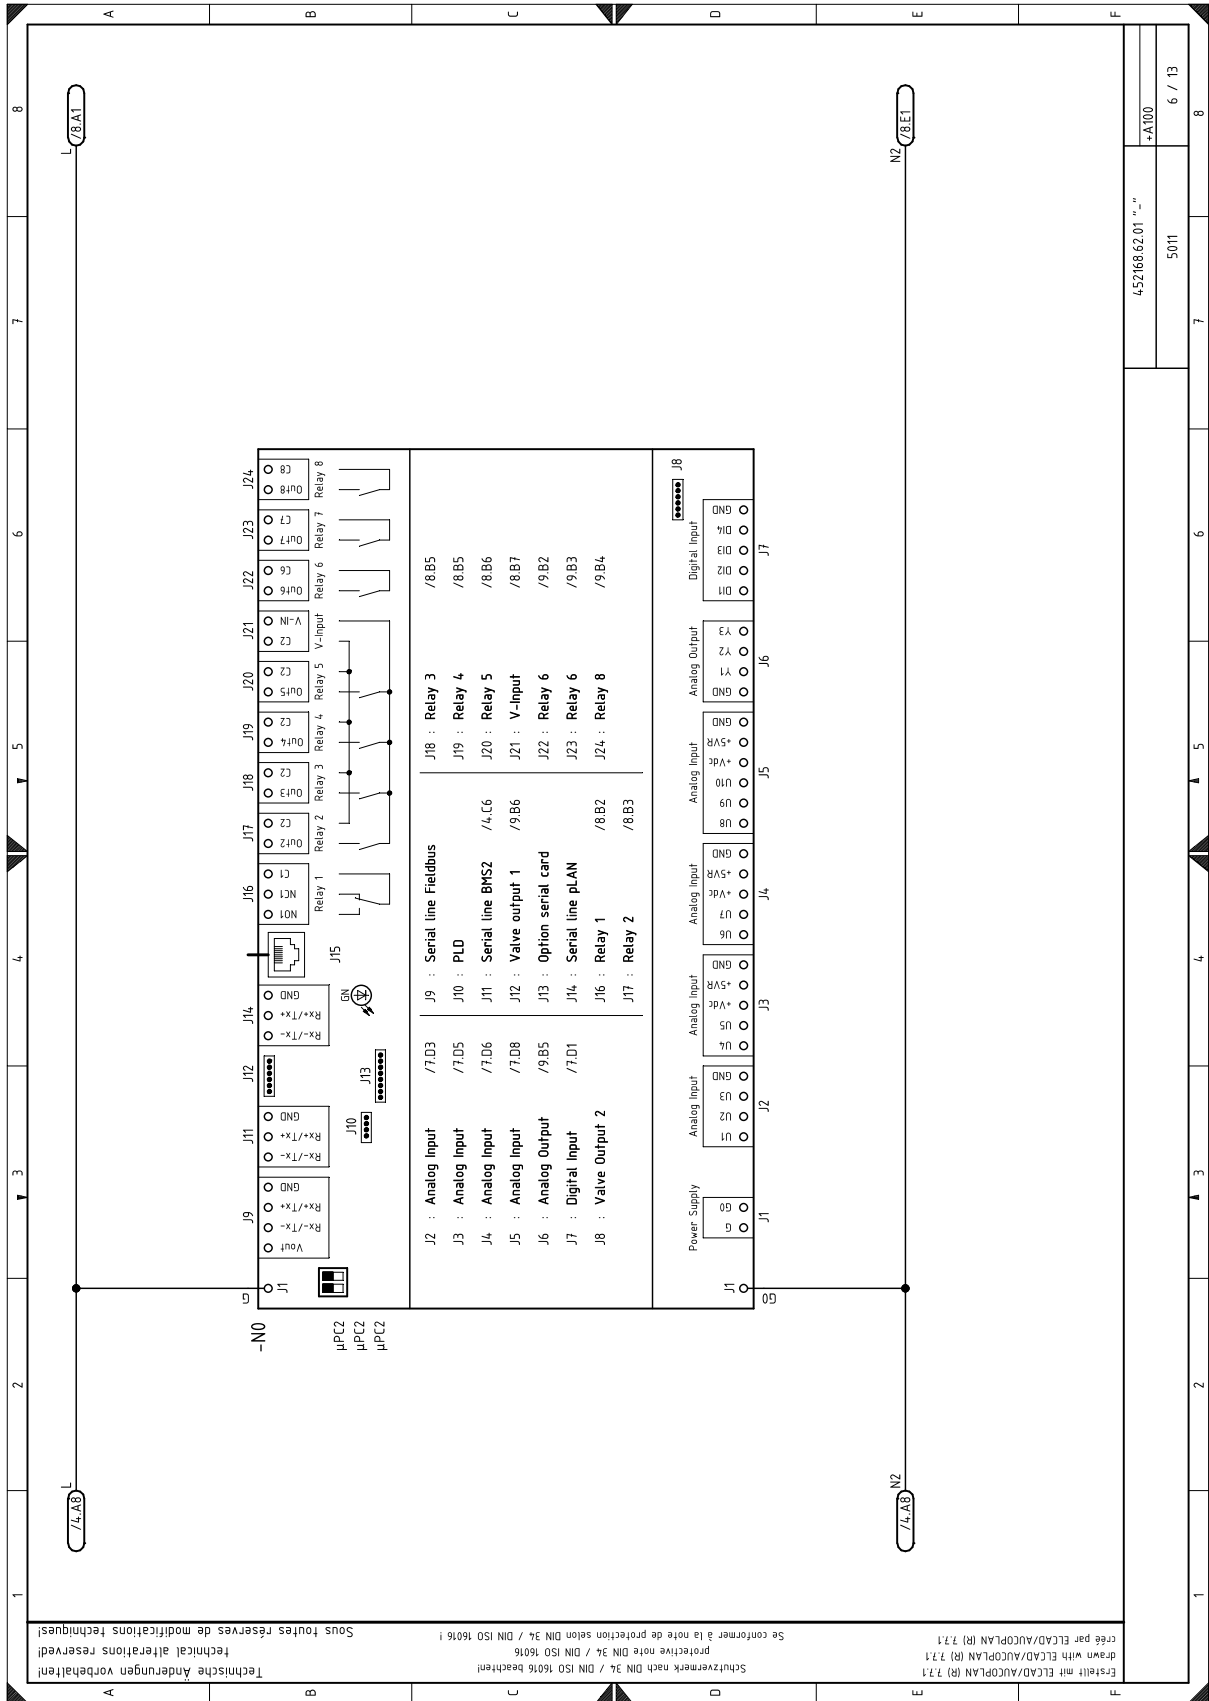 1 2 3 4 5 6 7 8
A
B
C
D
E
F
/4.A8 L
L /8.A1
/4.A8 N2
N2 /8.E1
-N0
µPC2
µPC2
µPC2
G
J1
J9
Vout
Rx-/Tx-
Rx+/Tx+
GND
J11
Rx-/Tx-
Rx+/Tx+
GND
J10
J12
J13
J14
Rx-/Tx-
Rx+/Tx+
GND
GN
J15
J16
NO1
NC1
C1
Relay 1
J17
Out2
C2
Relay 2
J18
Out3
C2
Relay 3
J19
Out4
C2
Relay 4
J20
Out5
C2
Relay 5
J21
C2
V-IN
V-Input
J22
Out6
C6
Relay 6
J23
Out7
C7
Relay 7
J24
Out8
C8
Relay 8
J2 : Analog Input /7.D3
J3 : Analog Input /7.D5
J4 : Analog Input /7.D6
J5 : Analog Input /7.D8
J6 : Analog Output /9.B5
J7 : Digital Input /7.D1
J8 : Valve Output 2
J9 : Serial line Fieldbus
J10 : PLD
J11 : Serial line BMS2 /4.C6
J12 : Valve output 1 /9.B6
J13 : Option serial card
J14 : Serial line pLAN
J16 : Relay 1 /8.B2
J17 : Relay 2 /8.B3
J18 : Relay 3 /8.B5
J19 : Relay 4 /8.B5
J20 : Relay 5 /8.B6
J21 : V-Input /8.B7
J22 : Relay 6 /9.B2
J23 : Relay 6 /9.B3
J24 : Relay 8 /9.B4
J1
G0
Power Supply
G
G0
J1
Analog Input
U1
U2
U3
GND
J2
Analog Input
U4
U5
+Vdc
+5VR
GND
J3
Analog Input
U6
U7
+Vdc
+5VR
GND
J4
Analog Input
U8
U9
U10
+Vdc
+5VR
GND
J5
Analog Output
GND
Y1
Y2
Y3
J6
Digital Input
DI1
DI2
DI3
DI4
GND
J7
J8
Technische Änderungen vorbehalten!
technical alterations reserved!
Sous toutes réserves de modifications techniques!
Schutzvermerk nach DIN 34 / DIN ISO 16016 beachten!
protective note DIN 34 / DIN ISO 16016
Se conformer à la note de protection selon DIN 34 / DIN ISO 16016 !
Erstellt mit ELCAD/AUCOPLAN (R) 7.7.1
drawn with ELCAD/AUCOPLAN (R) 7.7.1
créé par ELCAD/AUCOPLAN (R) 7.7.1
452168.62.01 "-"
+A100
5011
6 / 13
1 2 3 4 5 6 7 8
A
B
C
D
E
F